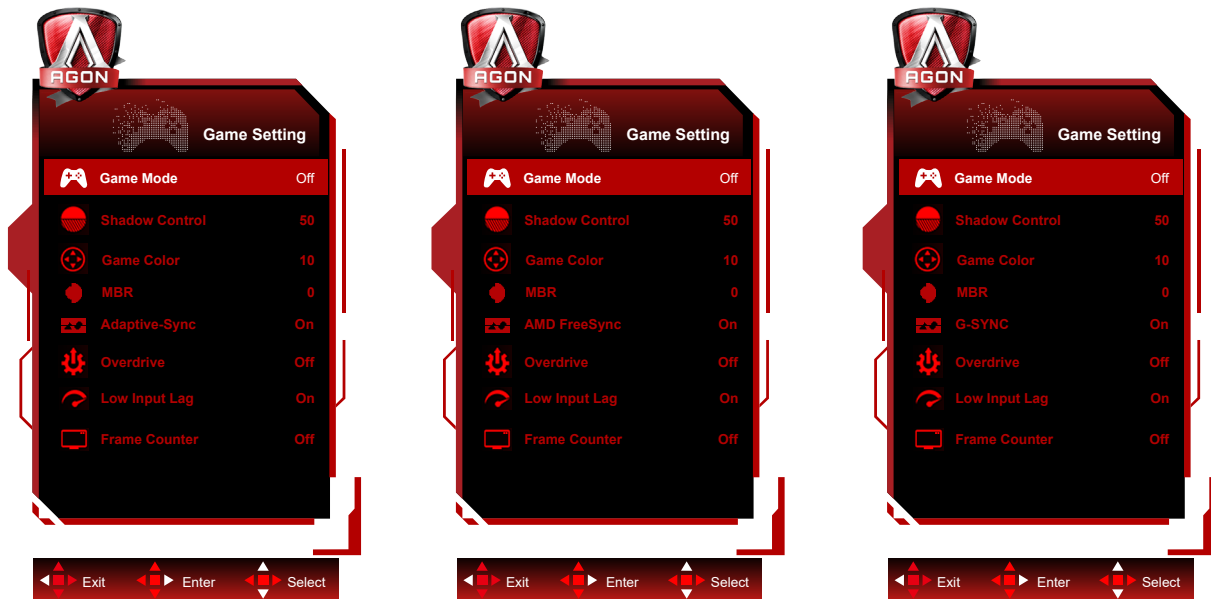 AGON
Game Setting
Game Mode Off
Shadow Control 50
Game Color 10
MBR 0
Adaptive-Sync On
Overdrive Off
Low Input Lag On
Frame Counter Off
Exit Enter Select
AGON
Game Setting
Game Mode Off
Shadow Control 50
Game Color 10
MBR 0
AMD FreeSync On
Overdrive Off
Low Input Lag On
Frame Counter Off
Exit Enter Select
AGON
Game Setting
Game Mode Off
Shadow Control 50
Game Color 10
MBR 0
G-SYNC On
Overdrive Off
Low Input Lag On
Frame Counter Off
Exit Enter Select